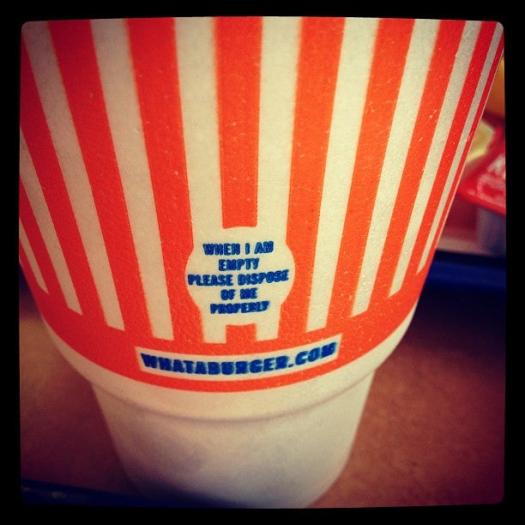 WHEN I AM
EMPTY
PLEASE DISPOSE
OF ME
PROPERLY
WHATABURGER.COM